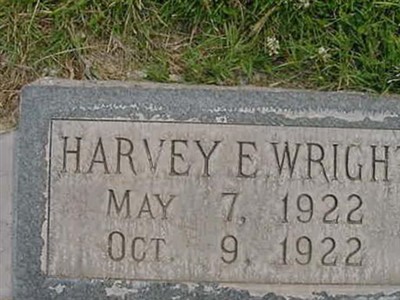 HARVEY E WRIGHT
MAY 7, 1922
OCT. 9, 1922